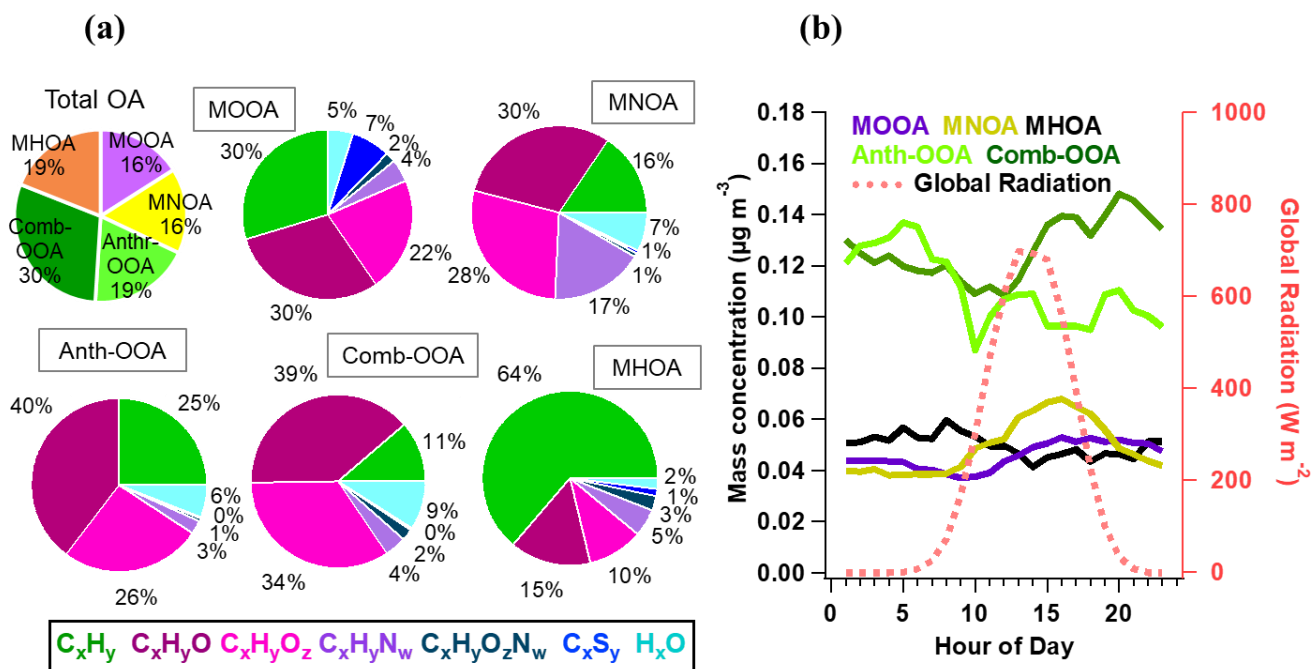 (a)
Total OA
MHOA
19%
MOOA
16%
MNOA
16%
Anthr-
OOA
19%
Comb-
OOA
30%
MOOA
5%
7%
2%
4%
22%
30%
30%
MNOA
30%
16%
7%
1%
1%
17%
28%
Anth-OOA
40%
25%
6%
0%
1%
3%
26%
Comb-OOA
39%
11%
9%
0%
2%
4%
34%
MHOA
64%
2%
1%
3%
5%
10%
15%
CxHy CxHyO CxHyOz CxHyNw CxHyOzNw CxSy HxO
(b)
MOOA MNOA MHOA
Anth-OOA Comb-OOA
Global Radiation
Mass concentration (µg m-3)
0.18
0.16
0.14
0.12
0.10
0.08
0.06
0.04
0.02
0.00
0 5 10 15 20
Hour of Day
1000
800
600
400
200
0
Global Radiation (W m-2)